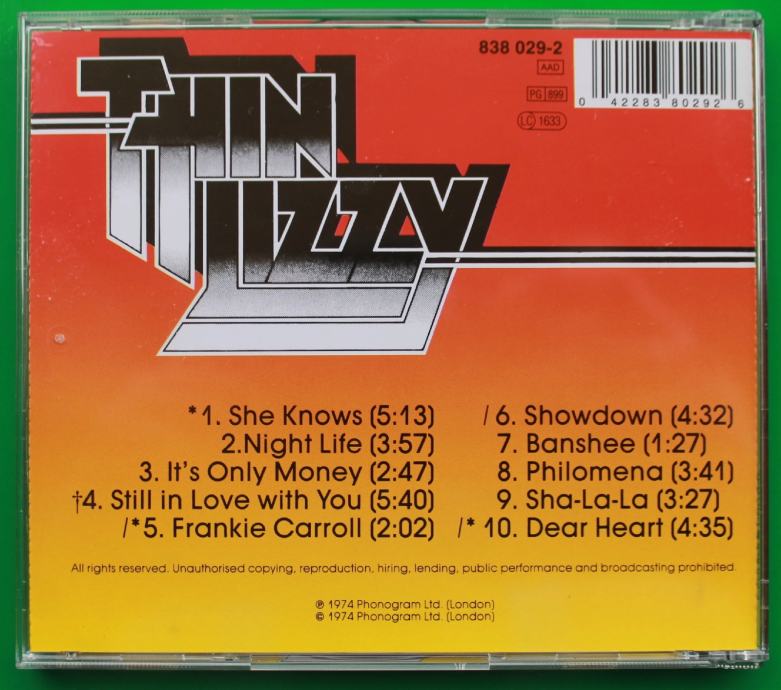 THIN
LIZZY
838 029-2
AAD
PG 899
LC 1633
0 42283 80292 6
*1. She Knows (5:13)
2.Night Life (3:57)
3. It's Only Money (2:47)
†4. Still in Love with You (5:40)
/*5. Frankie Carroll (2:02)
/6. Showdown (4:32)
7. Banshee (1:27)
8. Philomena (3:41)
9. Sha-La-La (3:27)
/* 10. Dear Heart (4:35)
All rights reserved. Unauthorised copying, reproduction, hiring, lending, public performance and broadcasting prohibited.
℗ 1974 Phonogram Ltd. (London)
© 1974 Phonogram Ltd. (London)